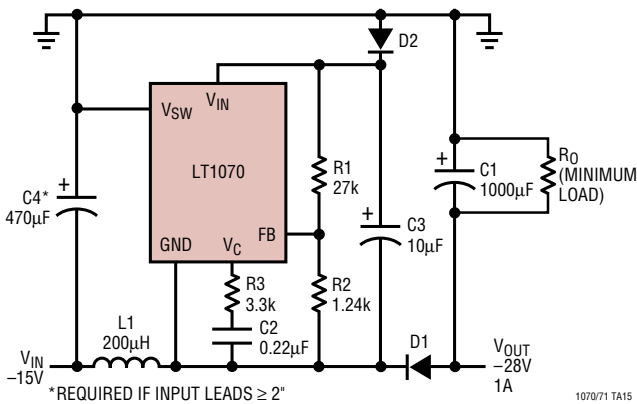 D2
VSW
VIN
LT1070
R1
27k
C4*
470μF
+
+
C3
10μF
+
C1
1000μF
RO
(MINIMUM
LOAD)
GND
VC
FB
R3
3.3k
R2
1.24k
C2
0.22μF
L1
200μH
D1
VIN
–15V
VOUT
–28V
1A
*REQUIRED IF INPUT LEADS ≥ 2"
1070/71 TA15